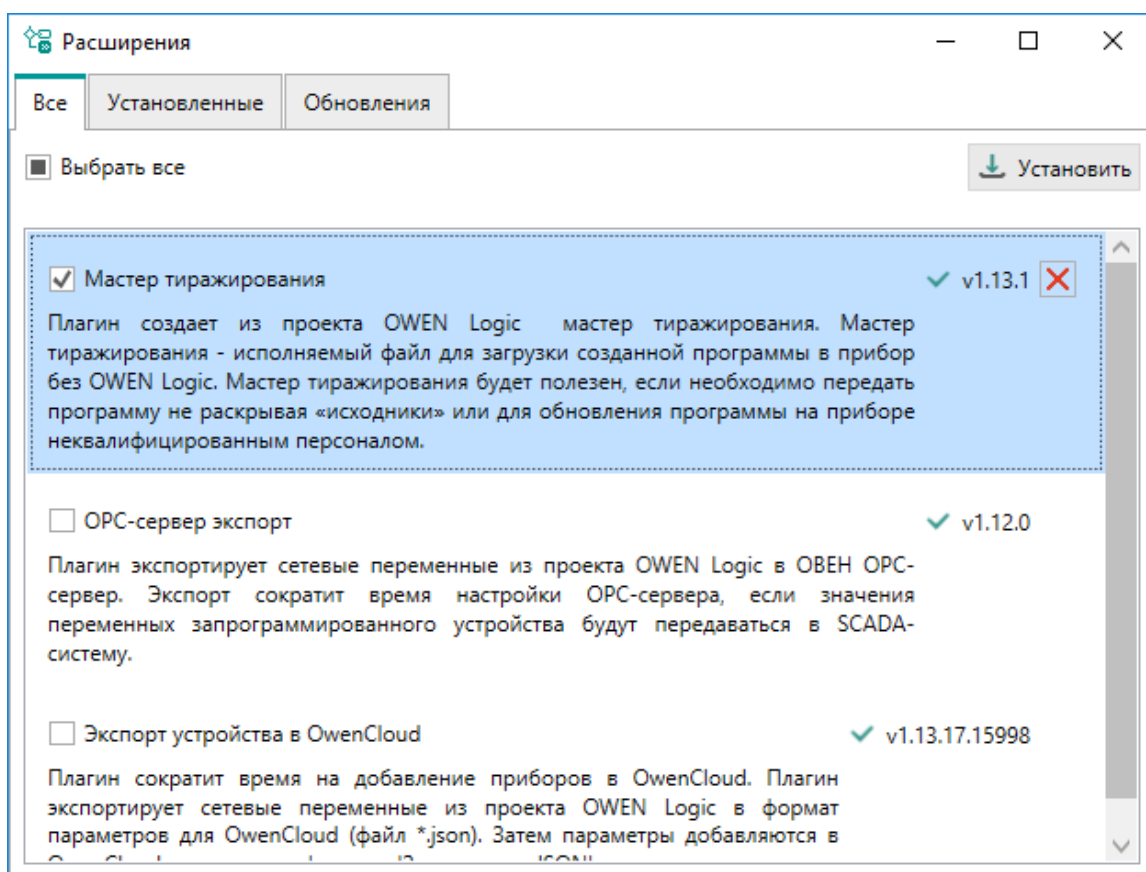 Расширения
Все Установленные Обновления
Выбрать все Установить
Мастер тиражирования v1.13.1
Плагин создает из проекта OWEN Logic мастер тиражирования. Мастер
тиражирования - исполняемый файл для загрузки созданной программы в прибор
без OWEN Logic. Мастер тиражирования будет полезен, если необходимо передать
программу не раскрывая «исходники» или для обновления программы на приборе
неквалифицированным персоналом.
OPC-сервер экспорт v1.12.0
Плагин экспортирует сетевые переменные из проекта OWEN Logic в ОВЕН OPC-
сервер. Экспорт сократит время настройки OPC-сервера, если значения
переменных запрограммированного устройства будут передаваться в SCADA-
систему.
Экспорт устройства в OwenCloud v1.13.17.15998
Плагин сократит время на добавление приборов в OwenCloud. Плагин
экспортирует сетевые переменные из проекта OWEN Logic в формат
параметров для OwenCloud (файл *.json). Затем параметры добавляются в